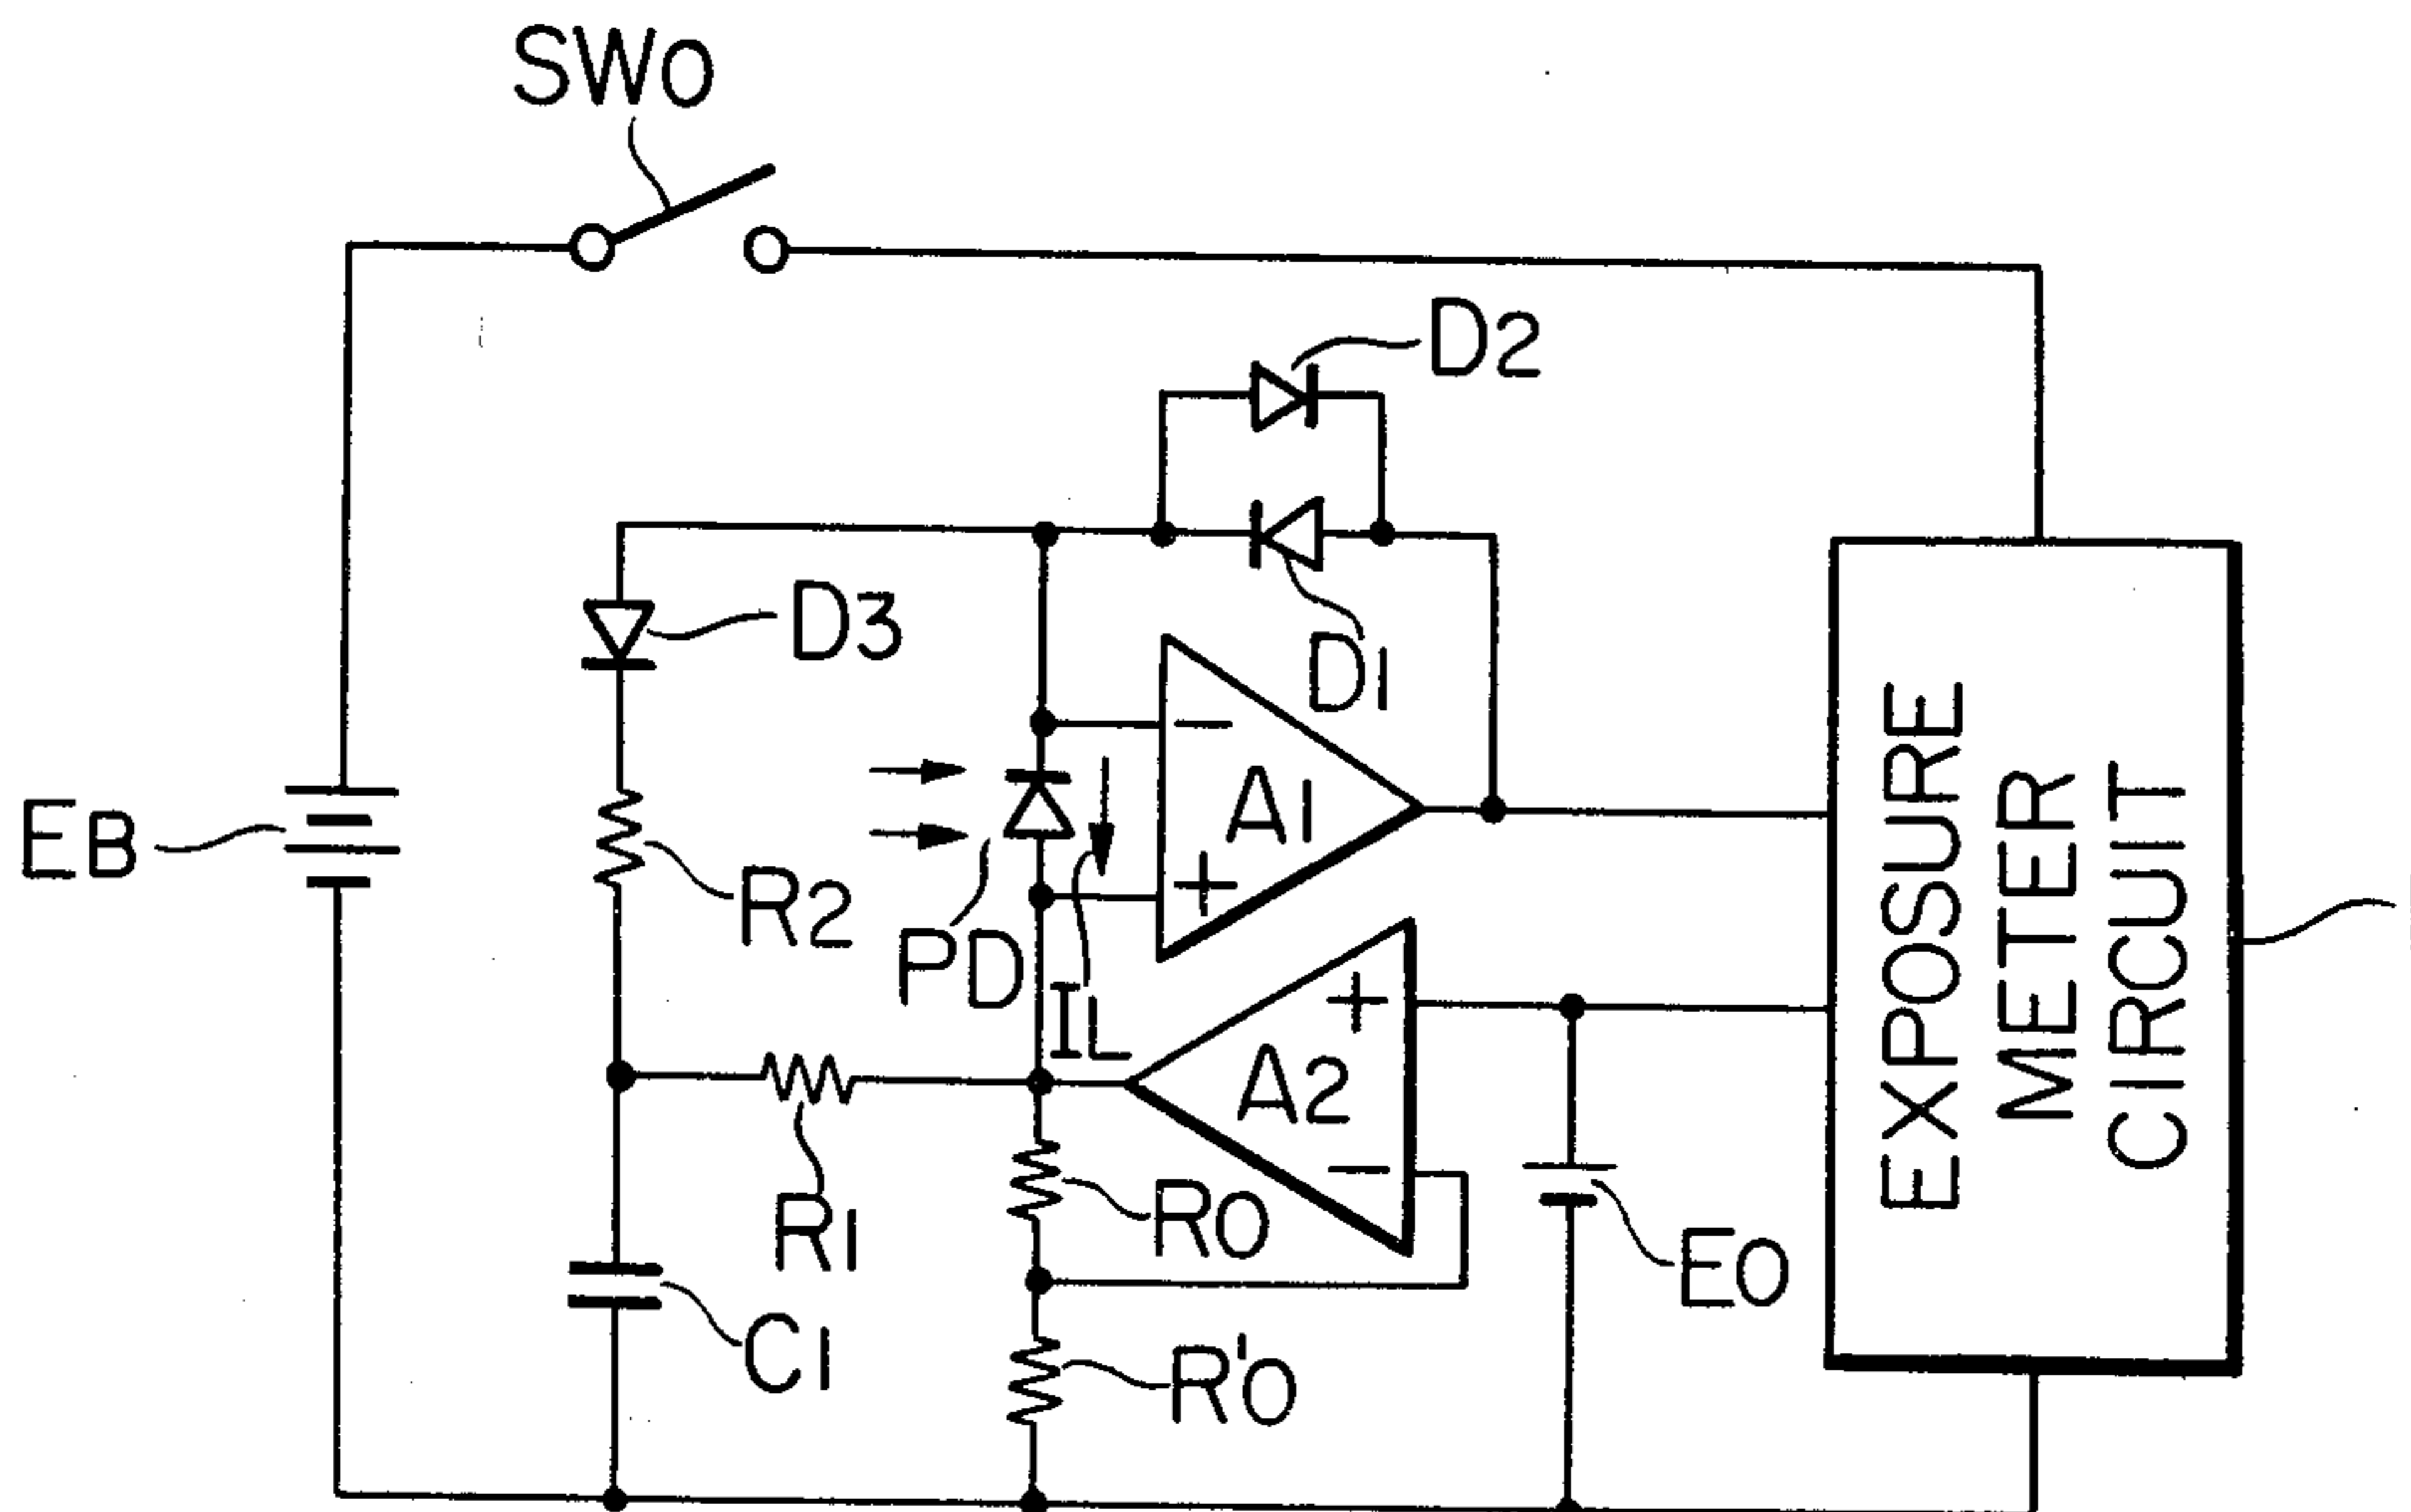 SW0
D2
D3
D1
EB
R2
PD
IL
A1
-
+
A2
+
-
R1
R0
E0
C1
R'0
EXPOSURE
METER
CIRCUIT